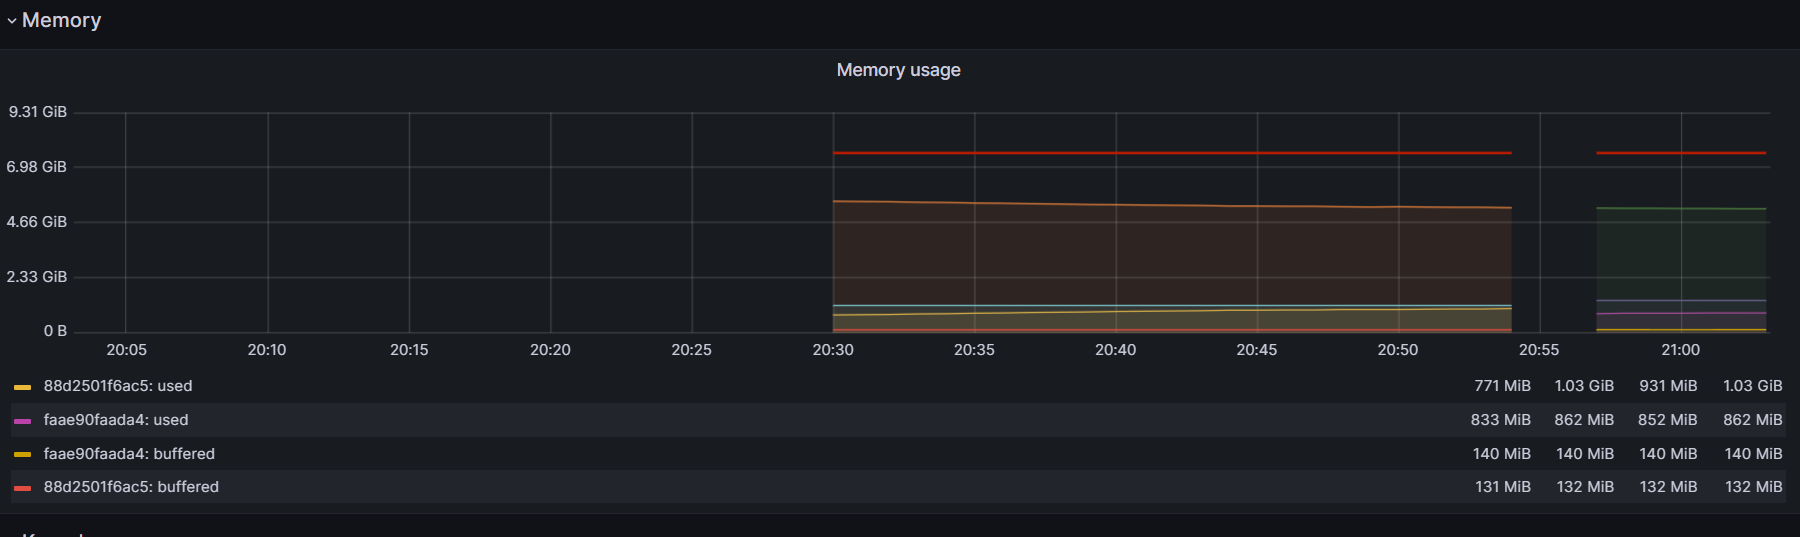 Memory
Memory usage
9.31 GiB
6.98 GiB
4.66 GiB
2.33 GiB
0 B
20:05 20:10 20:15 20:20 20:25 20:30 20:35 20:40 20:45 20:50 20:55 21:00
88d2501f6ac5: used 771 MiB 1.03 GiB 931 MiB 1.03 GiB
faae90faada4: used 833 MiB 862 MiB 852 MiB 862 MiB
faae90faada4: buffered 140 MiB 140 MiB 140 MiB 140 MiB
88d2501f6ac5: buffered 131 MiB 132 MiB 132 MiB 132 MiB